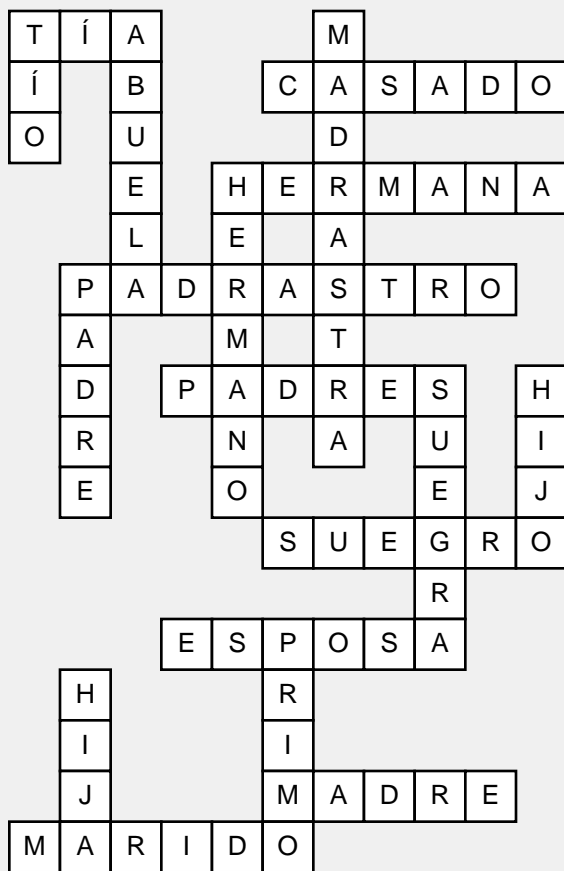 T Í A M
Í B C A S A D O
O U D
E H E R M A N A
L E A
P A D R A S T R O
A M T
D P A D R E S H
R N A U I
E O E J
S U E G R O
R
E S P O S A
H R
I I
J M A D R E
M A R I D O